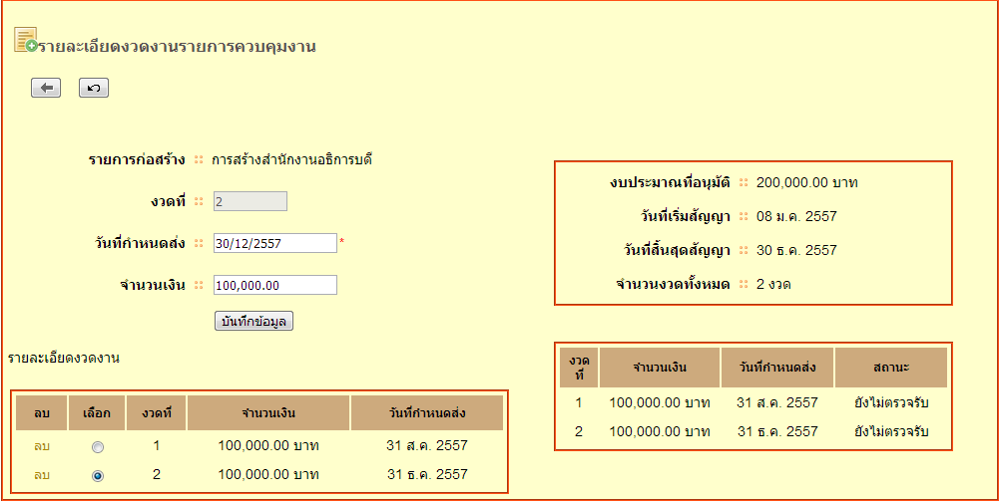 รายละเอียดงวดงานรายการควบคุมงาน
รายการก่อสร้าง :: การสร้างสำนักงานอธิการบดี
งวดที่ :: 2
วันที่กำหนดส่ง :: 30/12/2557 *
จำนวนเงิน :: 100,000.00
บันทึกข้อมูล
งบประมาณที่อนุมัติ :: 200,000.00 บาท
วันที่เริ่มสัญญา :: 08 ม.ค. 2557
วันที่สิ้นสุดสัญญา :: 30 ธ.ค. 2557
จำนวนงวดทั้งหมด :: 2 งวด
รายละเอียดงวดงาน
ลบ เลือก งวดที่ จำนวนเงิน วันที่กำหนดส่ง
ลบ 1 100,000.00 บาท 31 ส.ค. 2557
ลบ 2 100,000.00 บาท 31 ธ.ค. 2557
งวด
ที่ จำนวนเงิน วันที่กำหนดส่ง สถานะ
1 100,000.00 บาท 31 ส.ค. 2557 ยังไม่ตรวจรับ
2 100,000.00 บาท 31 ธ.ค. 2557 ยังไม่ตรวจรับ